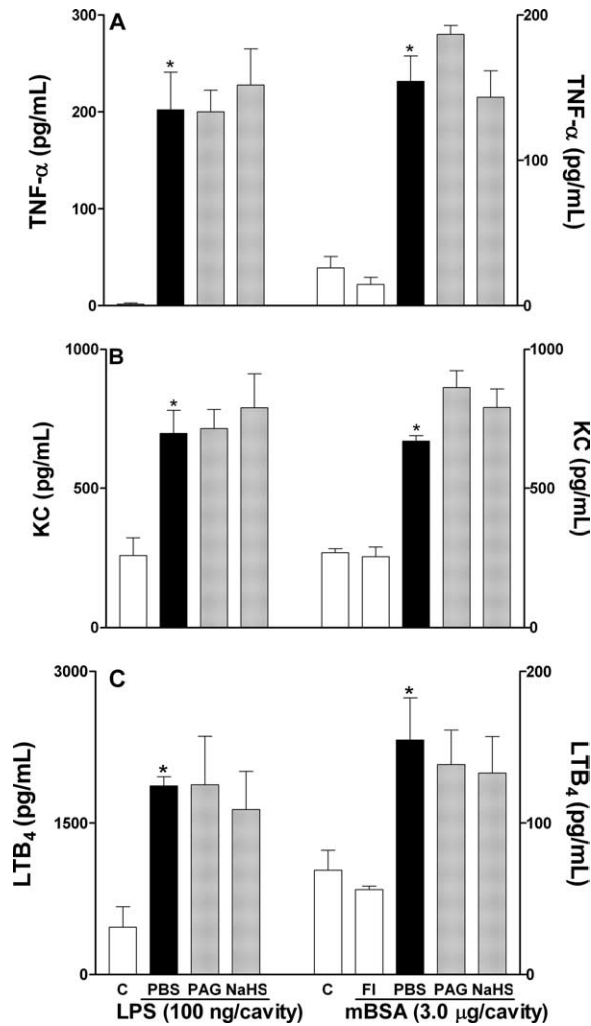 A
TNF-α (pg/mL)
300
200
100
0
*
*
200
100
0
TNF-α (pg/mL)
B
KC (pg/mL)
1000
500
0
*
*
1000
500
0
KC (pg/mL)
C
LTB₄ (pg/mL)
3000
1500
0
*
*
200
100
0
LTB₄ (pg/mL)
C PBS PAG NaHS C FI PBS PAG NaHS
LPS (100 ng/cavity) mBSA (3.0 μg/cavity)